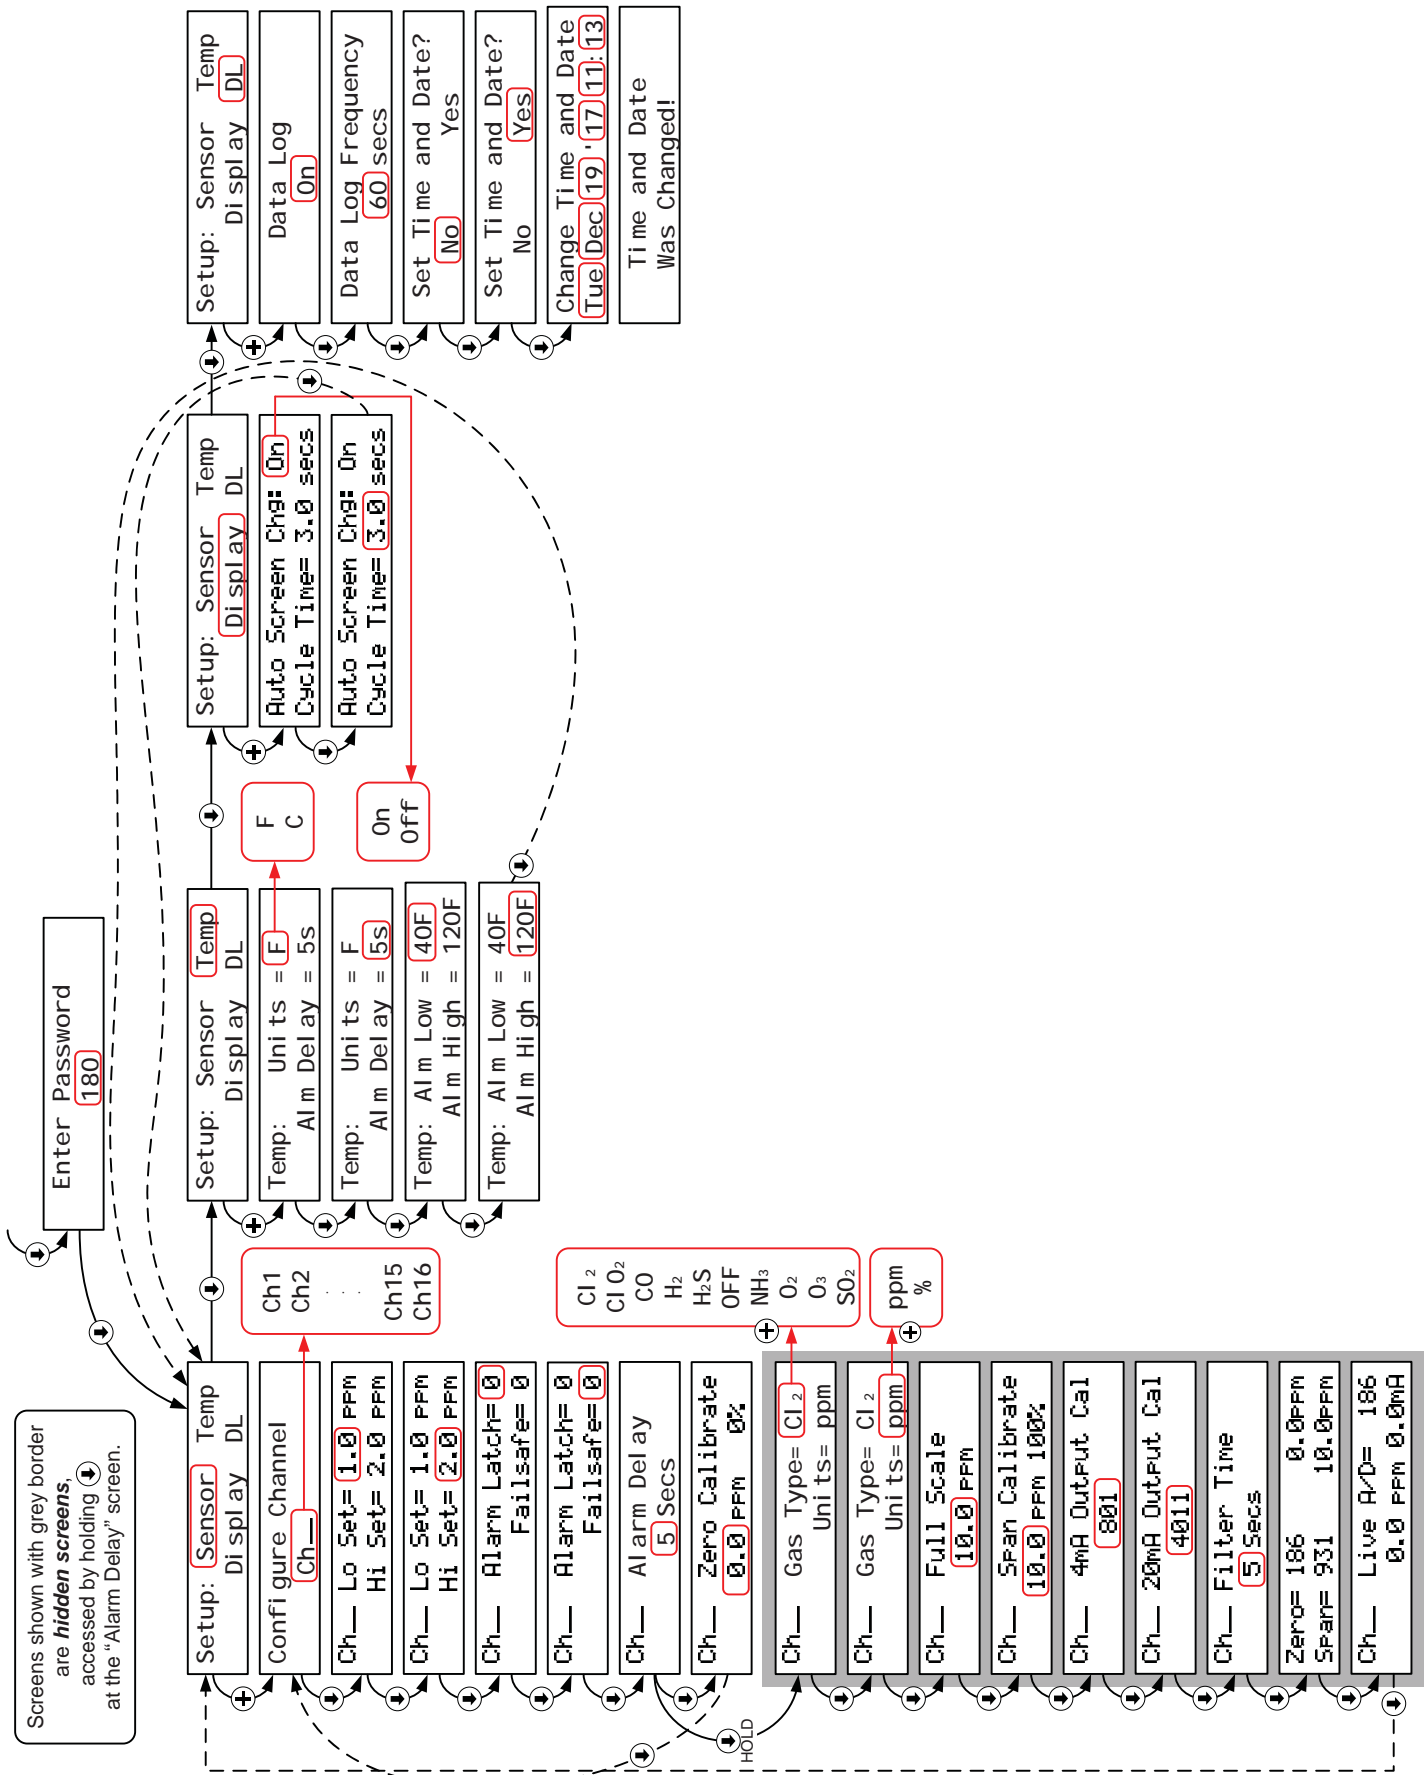 Screens shown with grey border
are hidden screens,
accessed by holding
at the “Alarm Delay” screen.
Enter Password
180
Setup: Sensor Temp
Display DL
Configure Channel
Ch__
Ch1
Ch2
.
.
.
Ch15
Ch16
Ch__ Lo Set= 1.0 ppm
Hi Set= 2.0 ppm
Ch__ Lo Set= 1.0 ppm
Hi Set= 2.0 ppm
Ch__ Alarm Latch= 0
Failsafe= 0
Ch__ Alarm Latch= 0
Failsafe= 0
Ch__ Alarm Delay
5 Secs
Ch__ Zero Calibrate
0.0 ppm 0%
HOLD
Ch__ Gas Type= Cl₂
Units= ppm
Cl₂
ClO₂
CO
H₂
H₂S
OFF
NH₃
O₂
O₃
SO₂
Ch__ Gas Type= Cl₂
Units= ppm
ppm
%
Ch__ Full Scale
10.0 ppm
Ch__ Span Calibrate
10.0 ppm 100%
Ch__ 4mA Output Cal
801
Ch__ 20mA Output Cal
4011
Ch__ Filter Time
5 Secs
Zero= 186 0.0ppm
Span= 931 10.0ppm
Ch__ Live A/D= 186
0.0 ppm 0.0mA
Setup: Sensor Temp
Display DL
Temp: Units = F
Alm Delay = 5s
F
C
Temp: Units = F
Alm Delay = 5s
Temp: Alm Low = 40F
Alm High = 120F
Temp: Alm Low = 40F
Alm High = 120F
Setup: Sensor Temp
Display DL
Auto Screen Chg: On
Cycle Time= 3.0 secs
On
Off
Auto Screen Chg: On
Cycle Time= 3.0 secs
Setup: Sensor Temp
Display DL
Data Log
On
Data Log Frequency
60 secs
Set Time and Date?
No Yes
Set Time and Date?
No Yes
Change Time and Date
Tue Dec 19 '17 11:13
Time and Date
Was Changed!